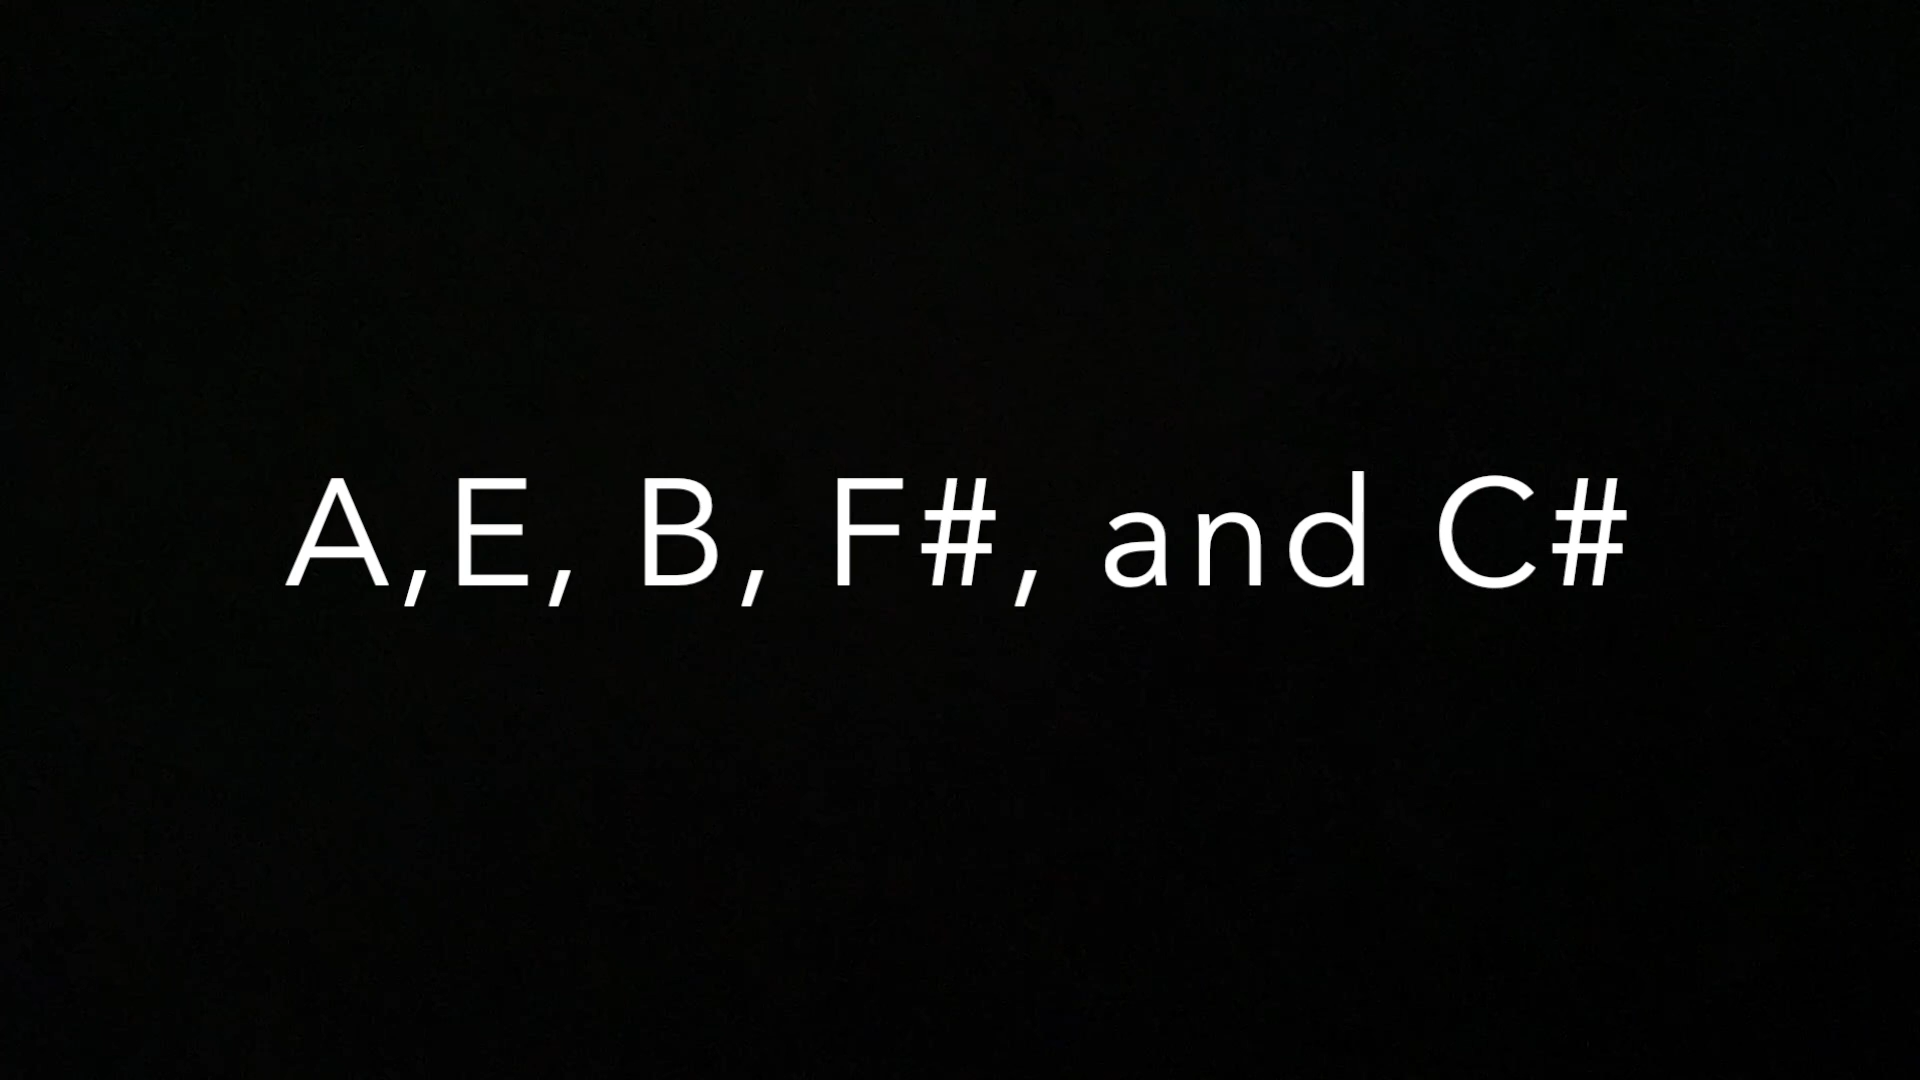 A,E, B, F#, and C#